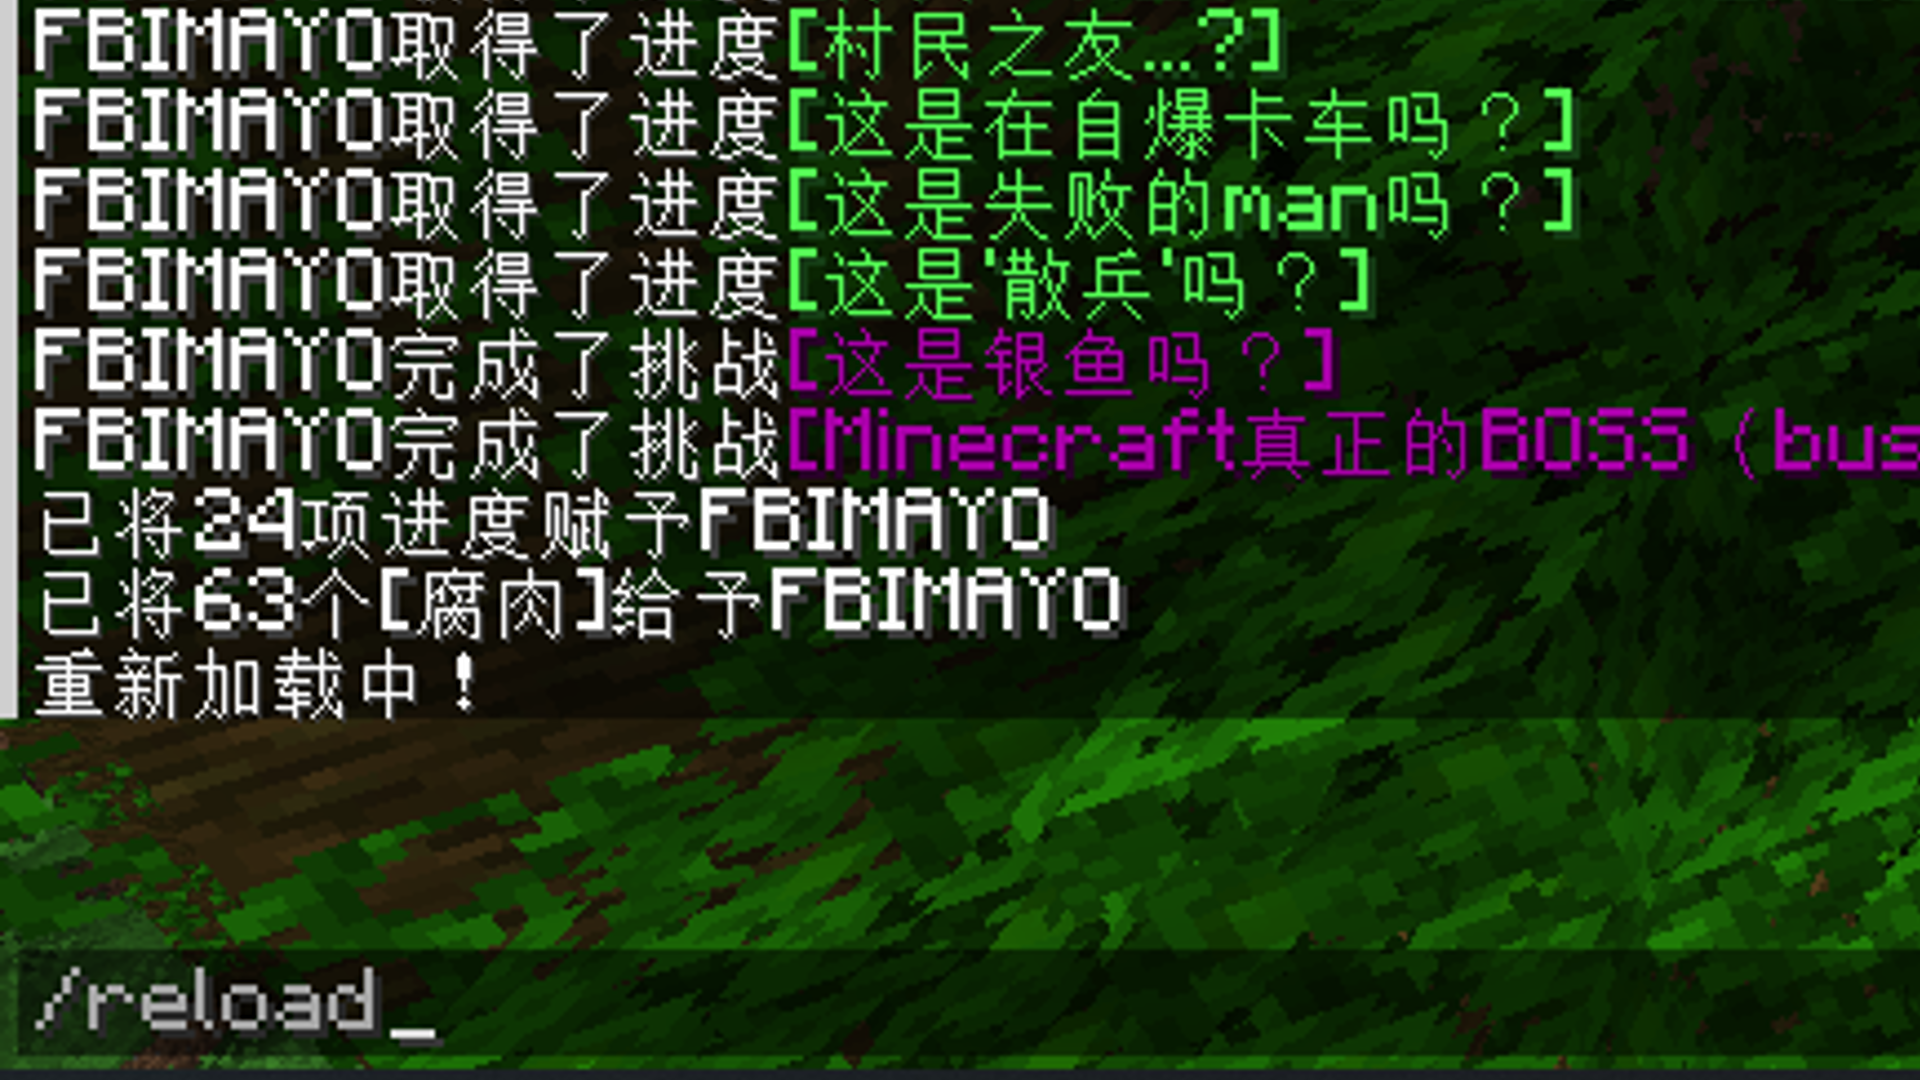 FBIMAYO取得了进度[村民之友...?]
FBIMAYO取得了进度[这是在自爆卡车吗？]
FBIMAYO取得了进度[这是失败的man吗？]
FBIMAYO取得了进度[这是'散兵'吗？]
FBIMAYO完成了挑战[这是银鱼吗？]
FBIMAYO完成了挑战[Minecraft真正的BOSS（bus
已将24项进度赋予FBIMAYO
已将63个[腐肉]给予FBIMAYO
重新加载中！
/reload_